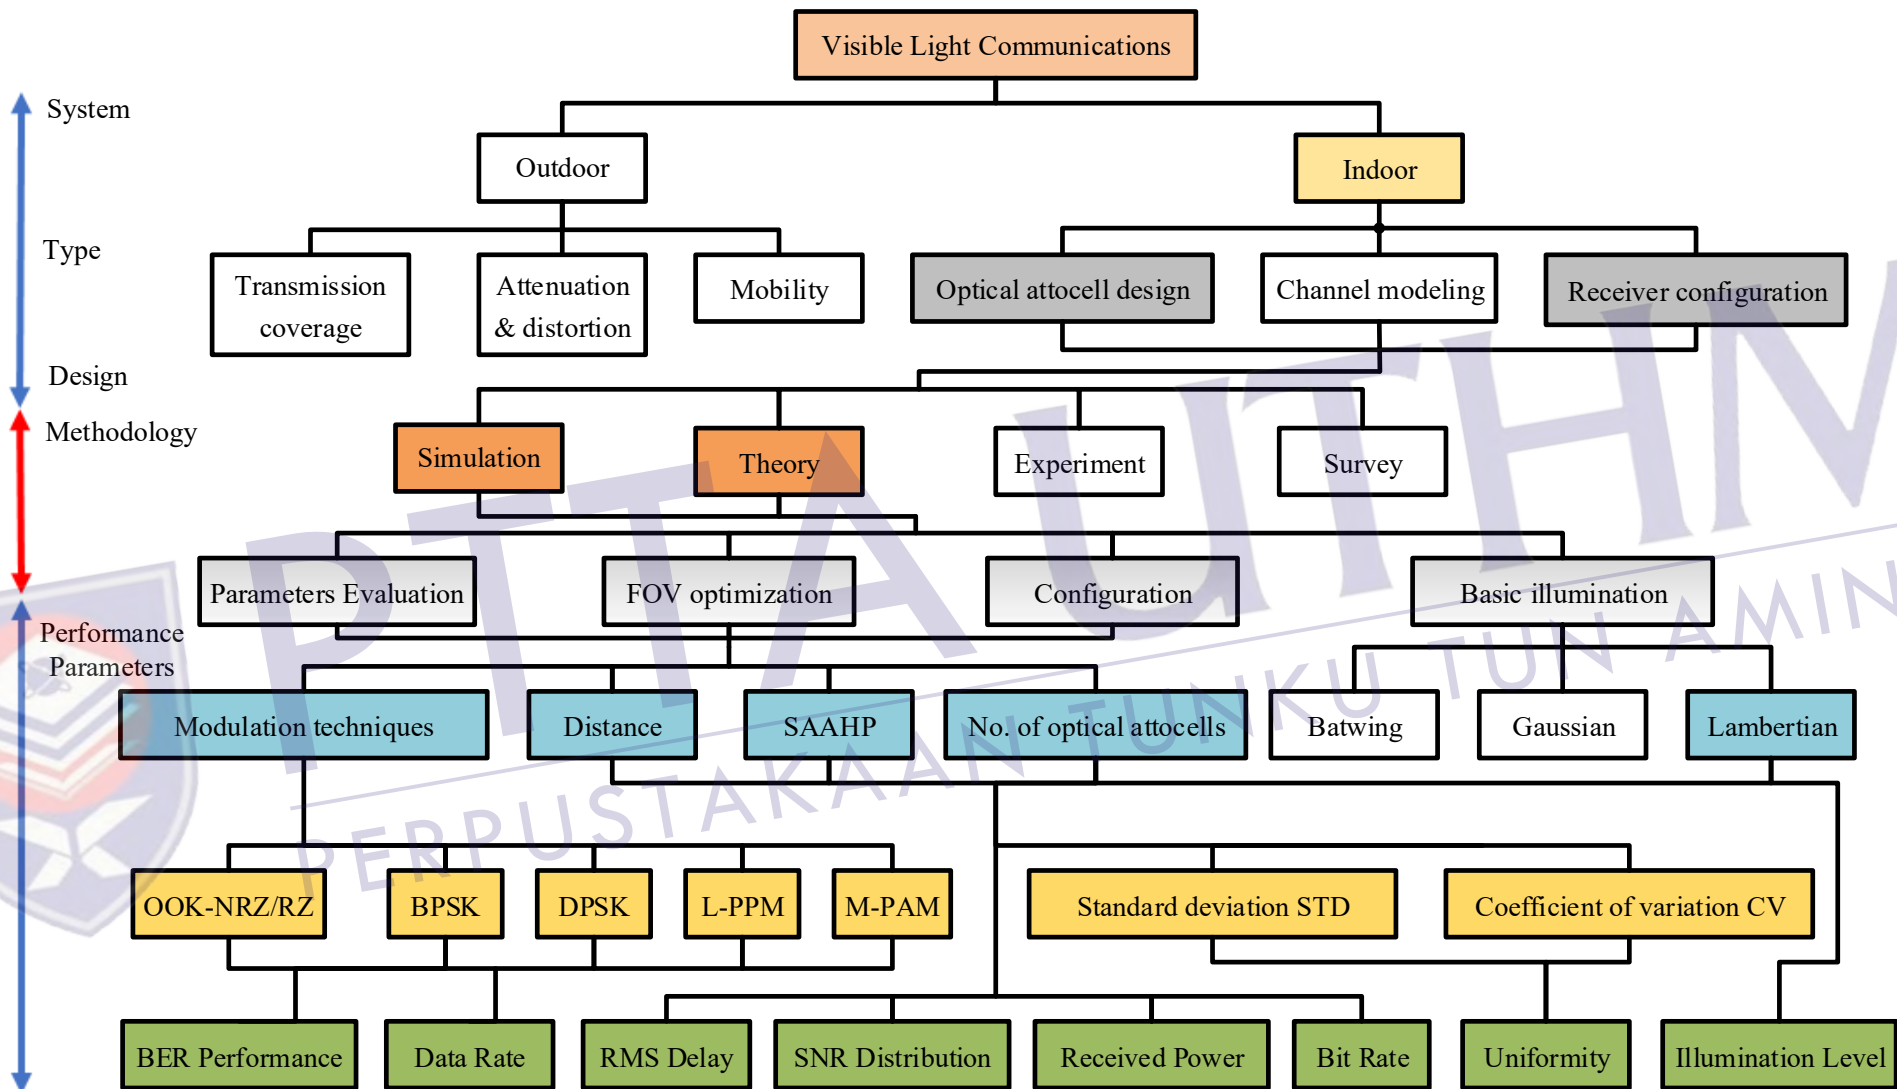 Visible Light Communications
System
Outdoor
Indoor
Type
Transmission
coverage
Attenuation
& distortion
Mobility
Optical attocell design
Channel modeling
Receiver configuration
Design
Methodology
Simulation
Theory
Experiment
Survey
Parameters Evaluation
FOV optimization
Configuration
Basic illumination
Performance
Parameters
Modulation techniques
Distance
SAAHP
No. of optical attocells
Batwing
Gaussian
Lambertian
OOK-NRZ/RZ
BPSK
DPSK
L-PPM
M-PAM
Standard deviation STD
Coefficient of variation CV
BER Performance
Data Rate
RMS Delay
SNR Distribution
Received Power
Bit Rate
Uniformity
Illumination Level
PTTA UTHM
PERPUSTAKAAN TUNKU TUN AMIN